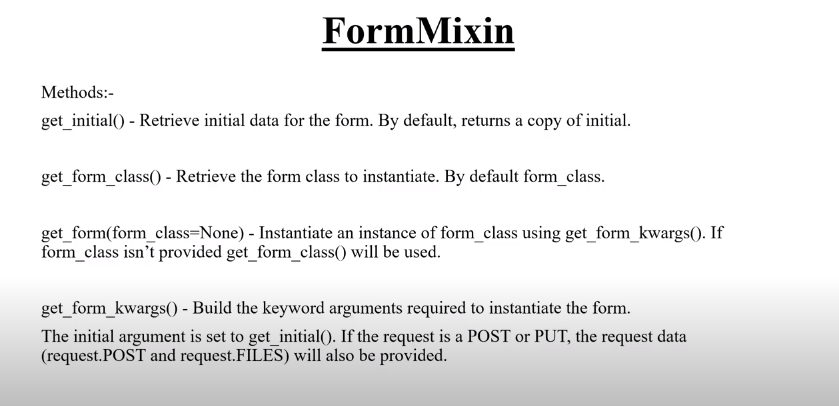 FormMixin
Methods:-
get_initial() - Retrieve initial data for the form. By default, returns a copy of initial.
get_form_class() - Retrieve the form class to instantiate. By default form_class.
get_form(form_class=None) - Instantiate an instance of form_class using get_form_kwargs(). If
form_class isn’t provided get_form_class() will be used.
get_form_kwargs() - Build the keyword arguments required to instantiate the form.
The initial argument is set to get_initial(). If the request is a POST or PUT, the request data
(request.POST and request.FILES) will also be provided.